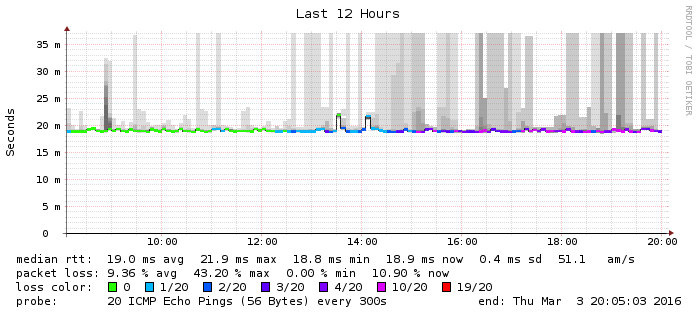 Last 12 Hours
RRDTOOL / TOBI OETIKER
Seconds
35 m
30 m
25 m
20 m
15 m
10 m
5 m
0
10:00 12:00 14:00 16:00 18:00 20:00
median rtt: 19.0 ms avg 21.9 ms max 18.8 ms min 18.9 ms now 0.4 ms sd 51.1 am/s
packet loss: 9.36 % avg 43.20 % max 0.00 % min 10.90 % now
loss color: 0 1/20 2/20 3/20 4/20 10/20 19/20
probe: 20 ICMP Echo Pings (56 Bytes) every 300s end: Thu Mar 3 20:05:03 2016